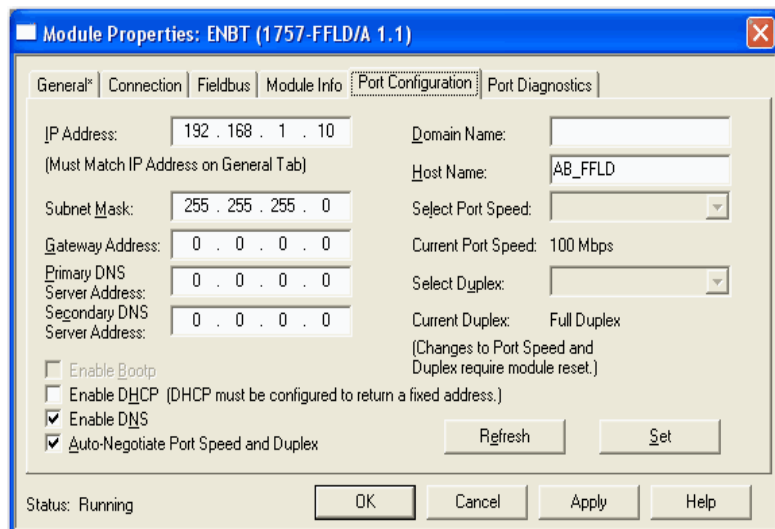 Module Properties: ENBT (1757-FFLD/A 1.1)
General* Connection Fieldbus Module Info Port Configuration Port Diagnostics
IP Address: 192 . 168 . 1 . 10
(Must Match IP Address on General Tab)
Subnet Mask: 255 . 255 . 255 . 0
Gateway Address: 0 . 0 . 0 . 0
Primary DNS
Server Address: 0 . 0 . 0 . 0
Secondary DNS
Server Address: 0 . 0 . 0 . 0
Domain Name:
Host Name: AB_FFLD
Select Port Speed:
Current Port Speed: 100 Mbps
Select Duplex:
Current Duplex: Full Duplex
(Changes to Port Speed and
Duplex require module reset.)
Enable Bootp
Enable DHCP (DHCP must be configured to return a fixed address.)
Enable DNS
Auto-Negotiate Port Speed and Duplex
Refresh Set
Status: Running
OK Cancel Apply Help